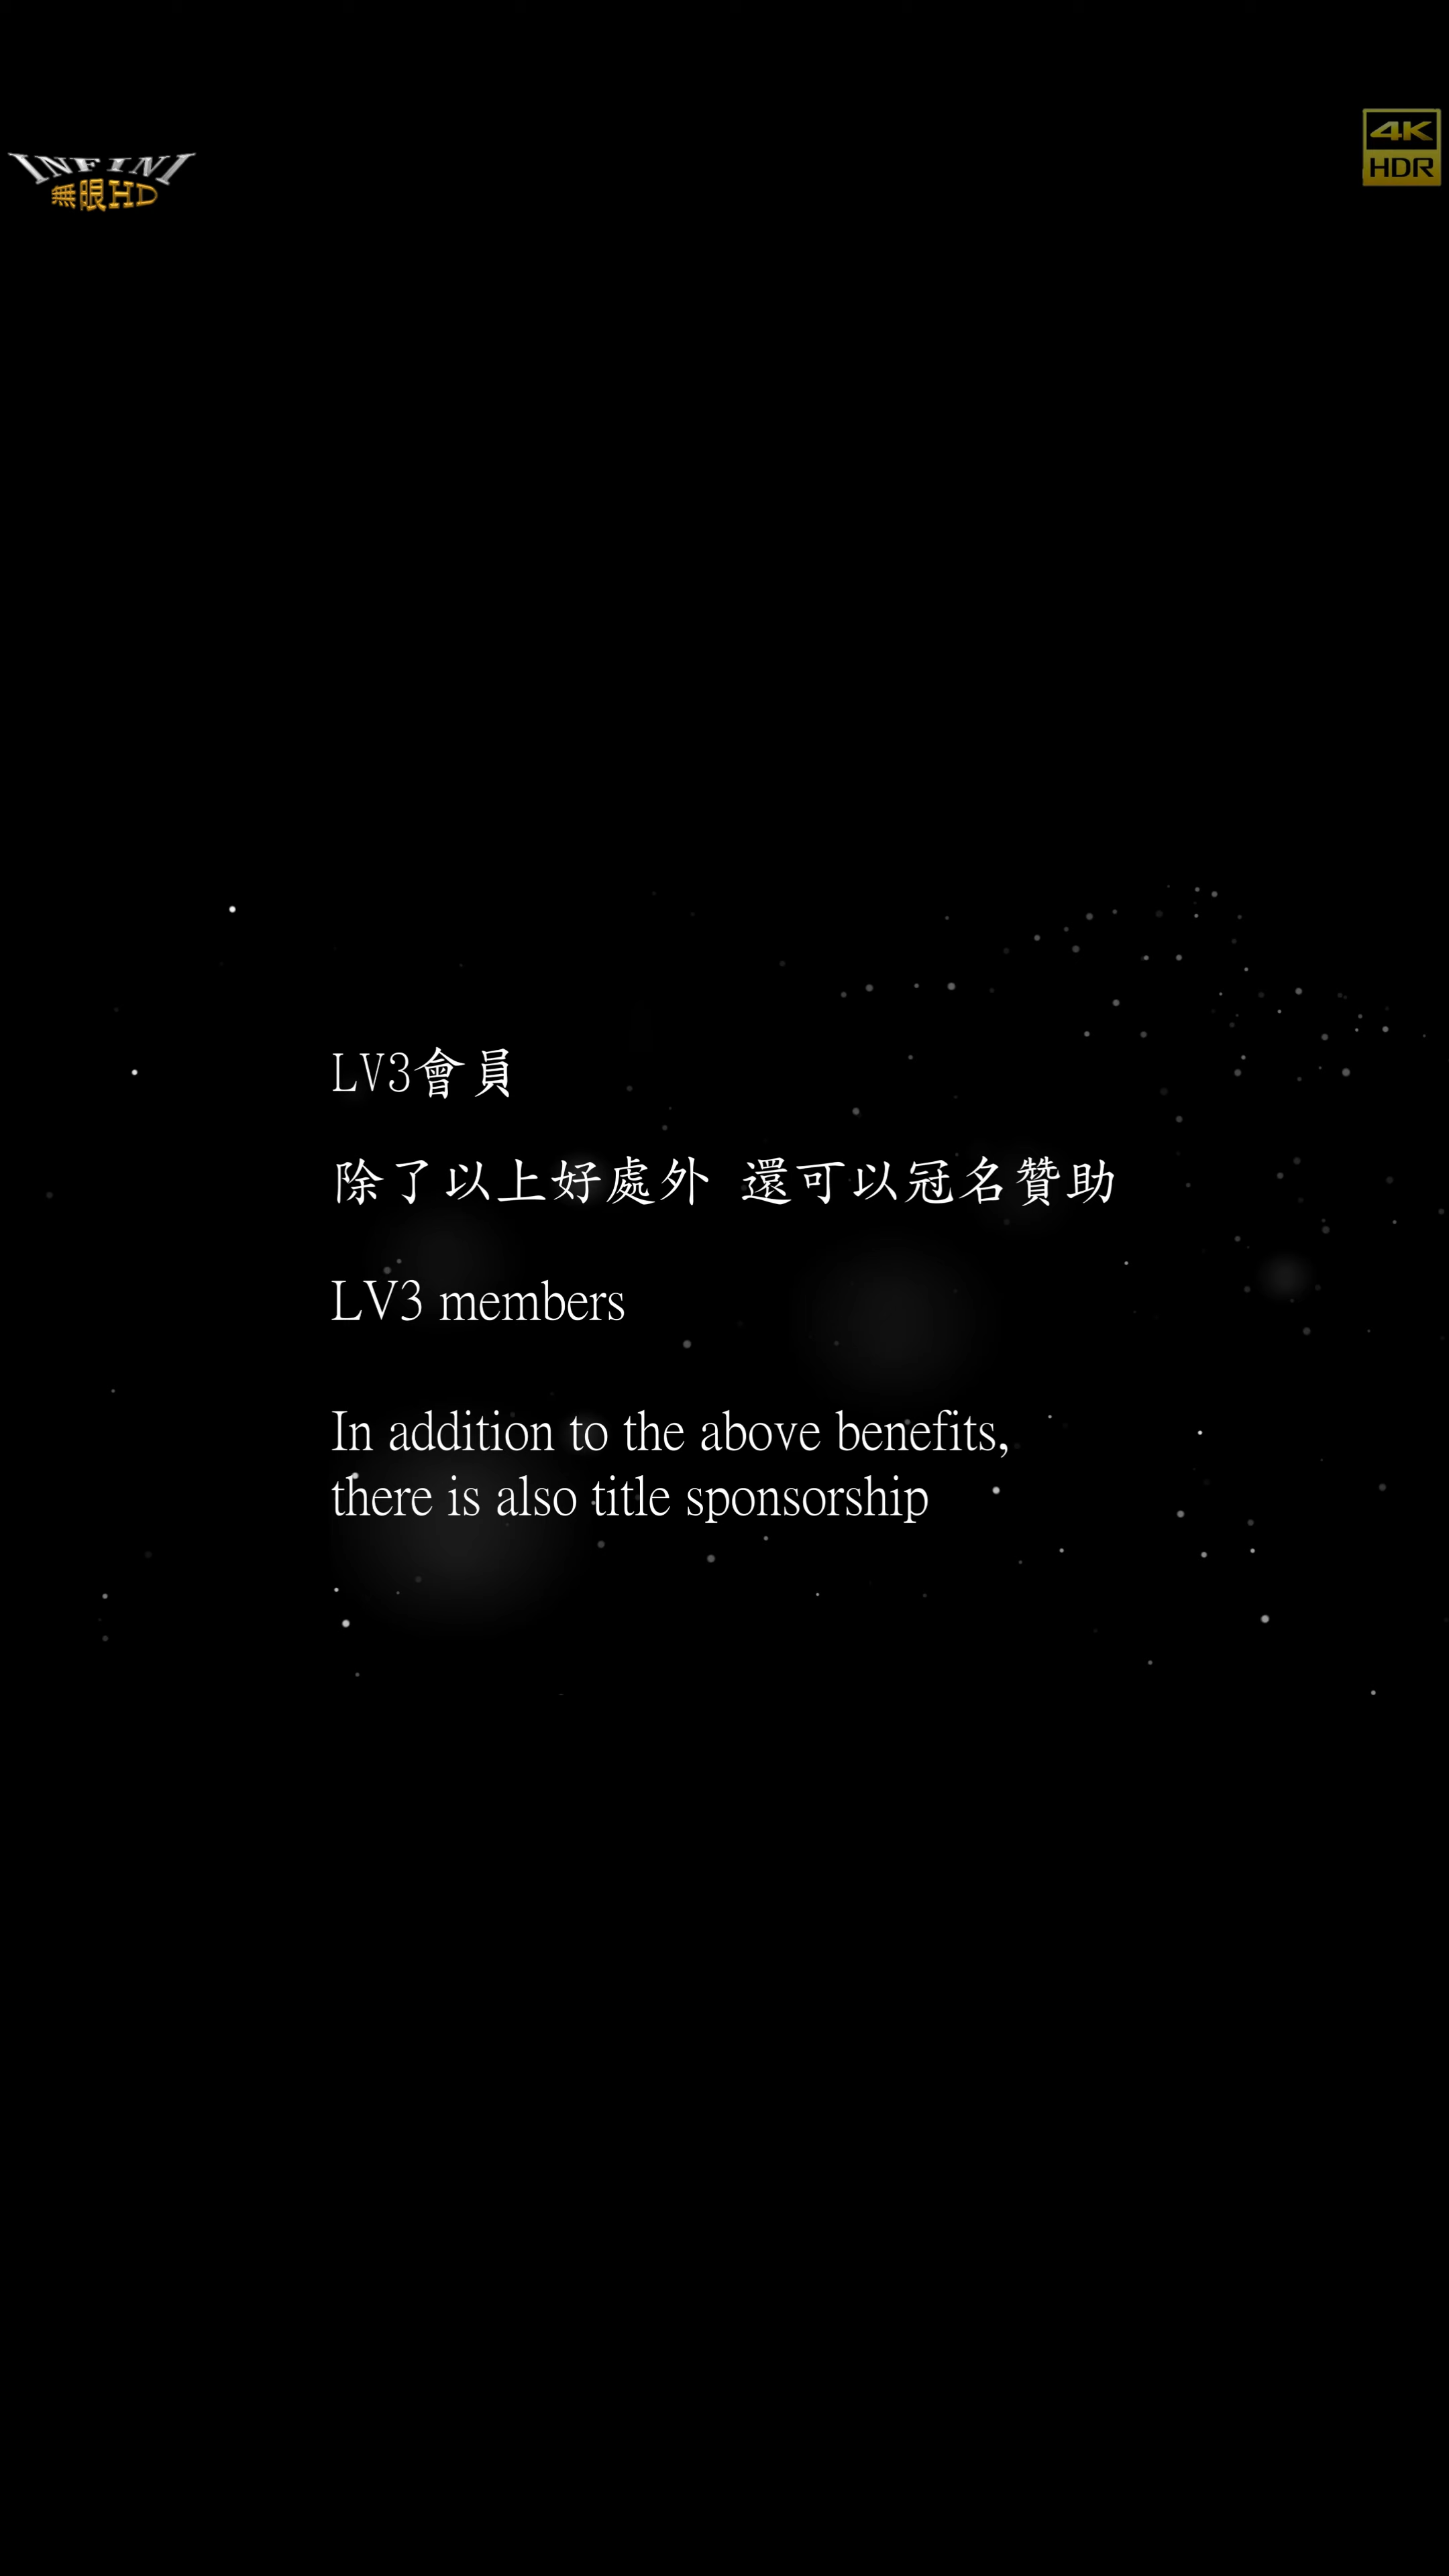 INFINI
無眼HD
4K
HDR
LV3會員
除了以上好處外 還可以冠名贊助
LV3 members
In addition to the above benefits,
there is also title sponsorship